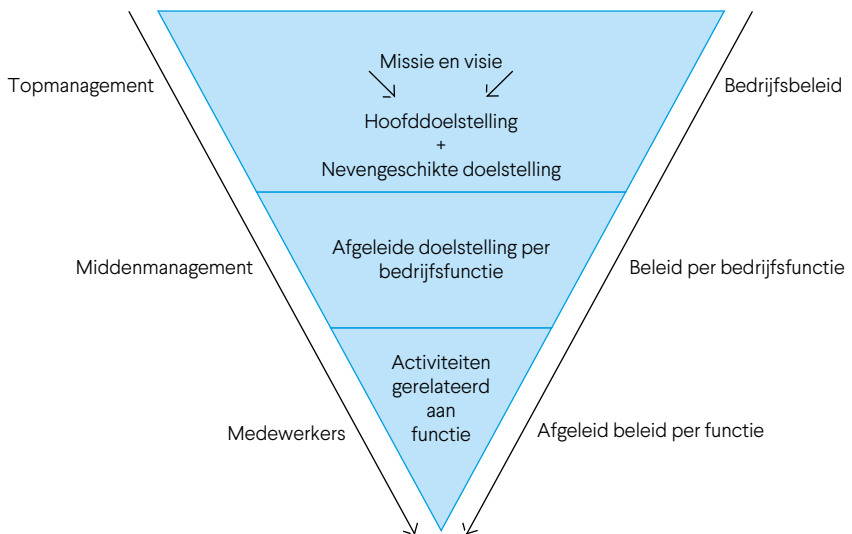 Missie en visie
Topmanagement
Bedrijfsbeleid
Hoofddoelstelling
+
Nevengeschikte doelstelling
Afgeleide doelstelling per
bedrijfsfunctie
Middenmanagement
Beleid per bedrijfsfunctie
Activiteiten
gerelateerd
aan
functie
Medewerkers
Afgeleid beleid per functie